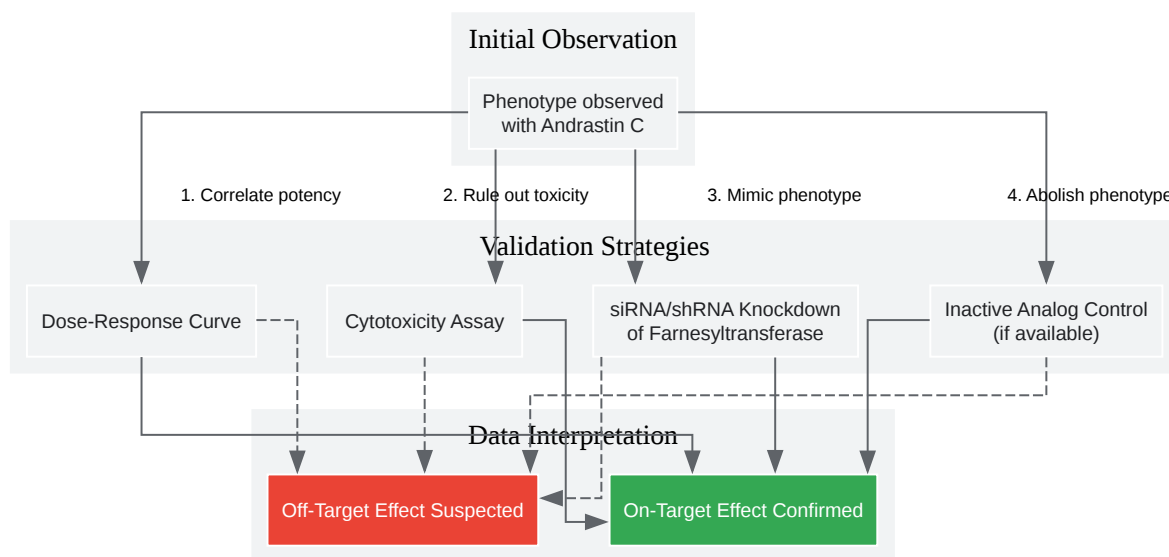 Initial Observation
Phenotype observed
with Andrastin C
1. Correlate potency
2. Rule out toxicity
3. Mimic phenotype
4. Abolish phenotype
Validation Strategies
Dose-Response Curve
Cytotoxicity Assay
siRNA/shRNA Knockdown
of Farnesyltransferase
Inactive Analog Control
(if available)
Data Interpretation
Off-Target Effect Suspected
On-Target Effect Confirmed